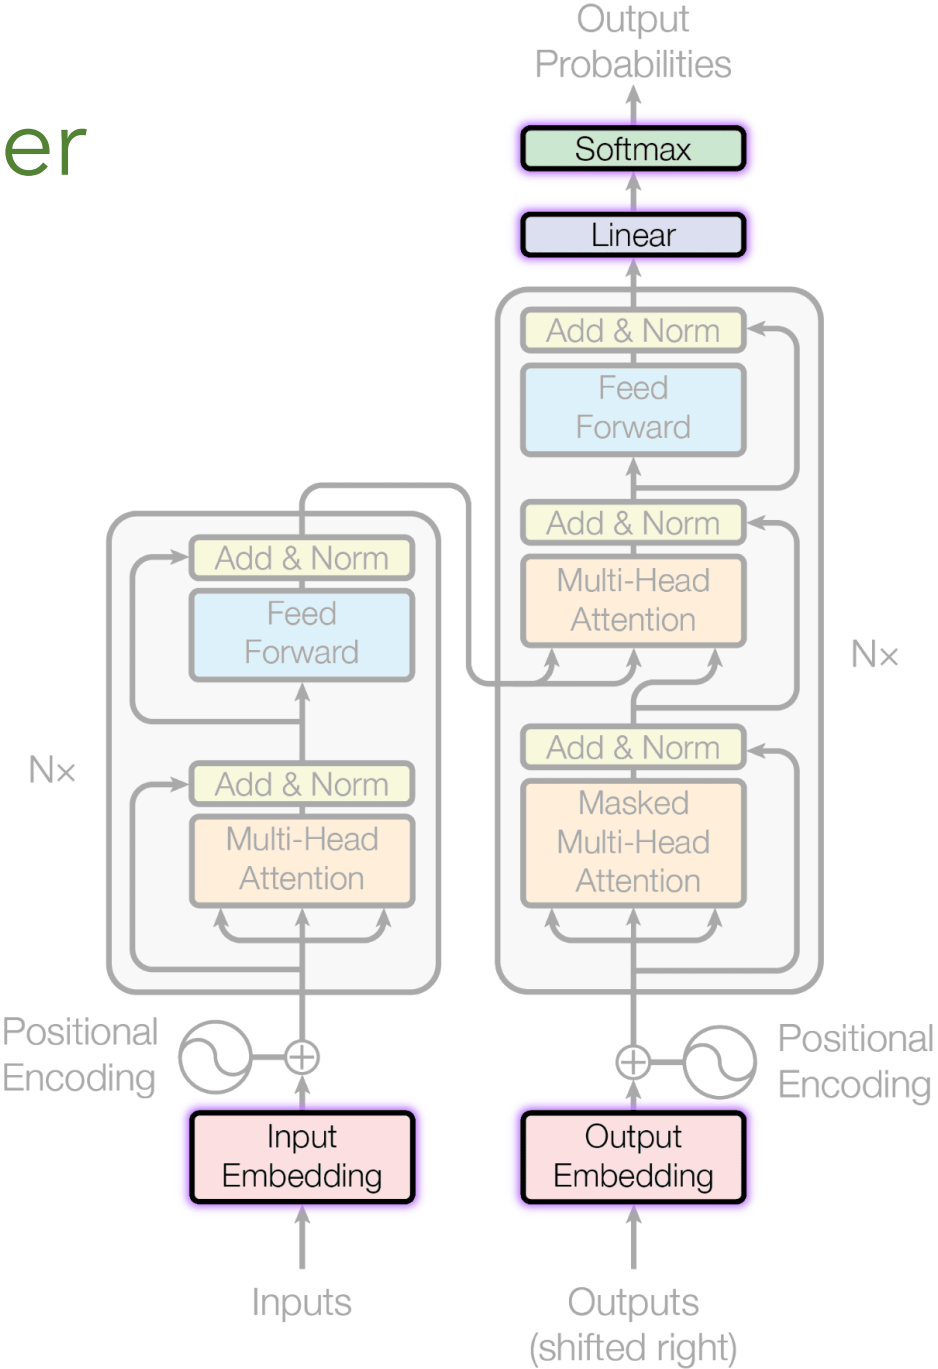 er
Output
Probabilities
Softmax
Linear
Add & Norm
Feed
Forward
Add & Norm
Multi-Head
Attention
Nx
Add & Norm
Masked
Multi-Head
Attention
Add & Norm
Feed
Forward
Nx
Add & Norm
Multi-Head
Attention
Positional
Encoding
Positional
Encoding
Input
Embedding
Output
Embedding
Inputs
Outputs
(shifted right)